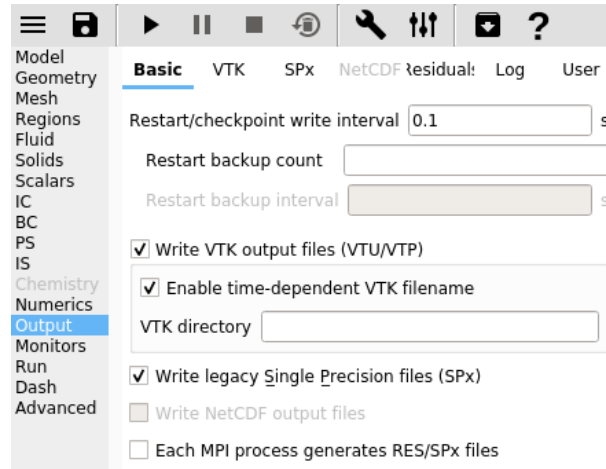 ?
Model
Geometry
Mesh
Regions
Fluid
Solids
Scalars
IC
BC
PS
IS
Chemistry
Numerics
Output
Monitors
Run
Dash
Advanced
Basic VTK SPx NetCDF Residuals Log User
Restart/checkpoint write interval 0.1 s
Restart backup count
Restart backup interval s
Write VTK output files (VTU/VTP)
Enable time-dependent VTK filename
VTK directory
Write legacy Single Precision files (SPx)
Write NetCDF output files
Each MPI process generates RES/SPx files